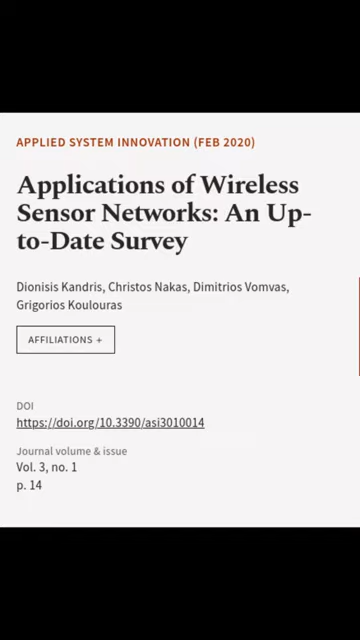 APPLIED SYSTEM INNOVATION (FEB 2020)
Applications of Wireless
Sensor Networks: An Up-
to-Date Survey
Dionisis Kandris, Christos Nakas, Dimitrios Vomvas,
Grigorios Koulouras
AFFILIATIONS +
DOI
https://doi.org/10.3390/asi3010014
Journal volume & issue
Vol. 3, no. 1
p. 14